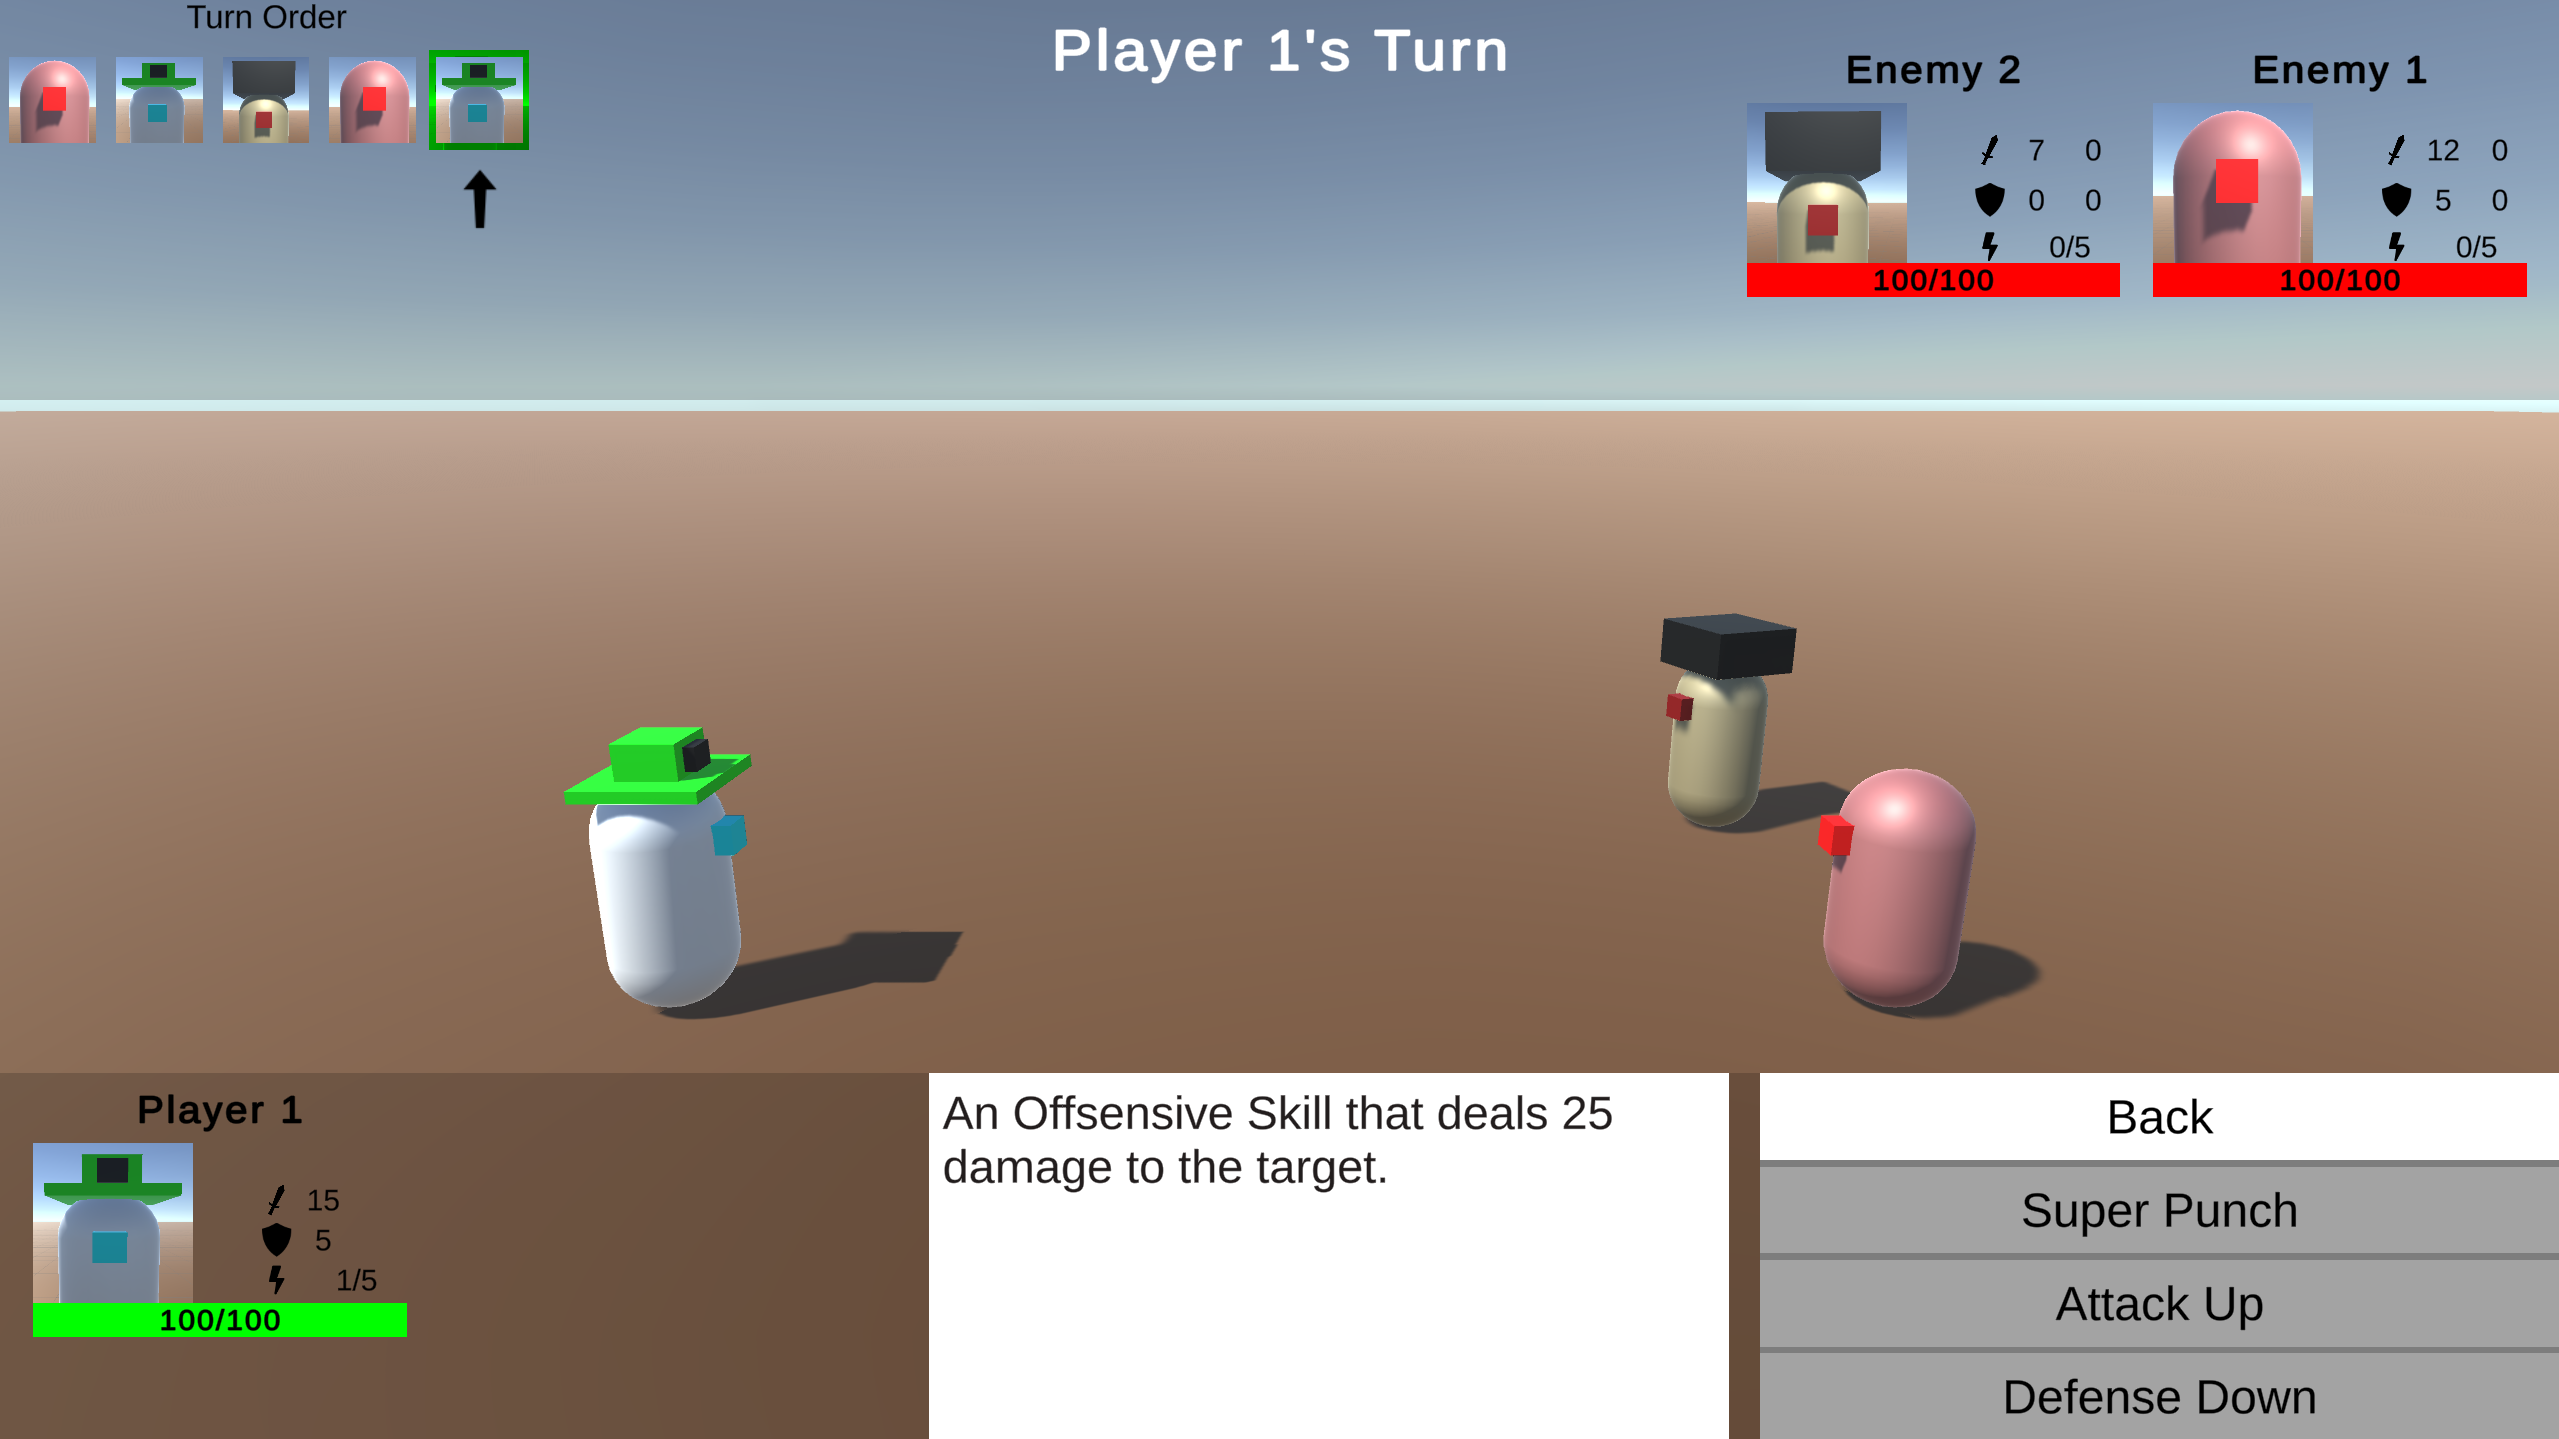 Turn Order
Player 1's Turn
Enemy 2
7 0
0 0
0/5
100/100
Enemy 1
12 0
5 0
0/5
100/100
Player 1
15
5
1/5
100/100
An Offsensive Skill that deals 25
damage to the target.
Back
Super Punch
Attack Up
Defense Down